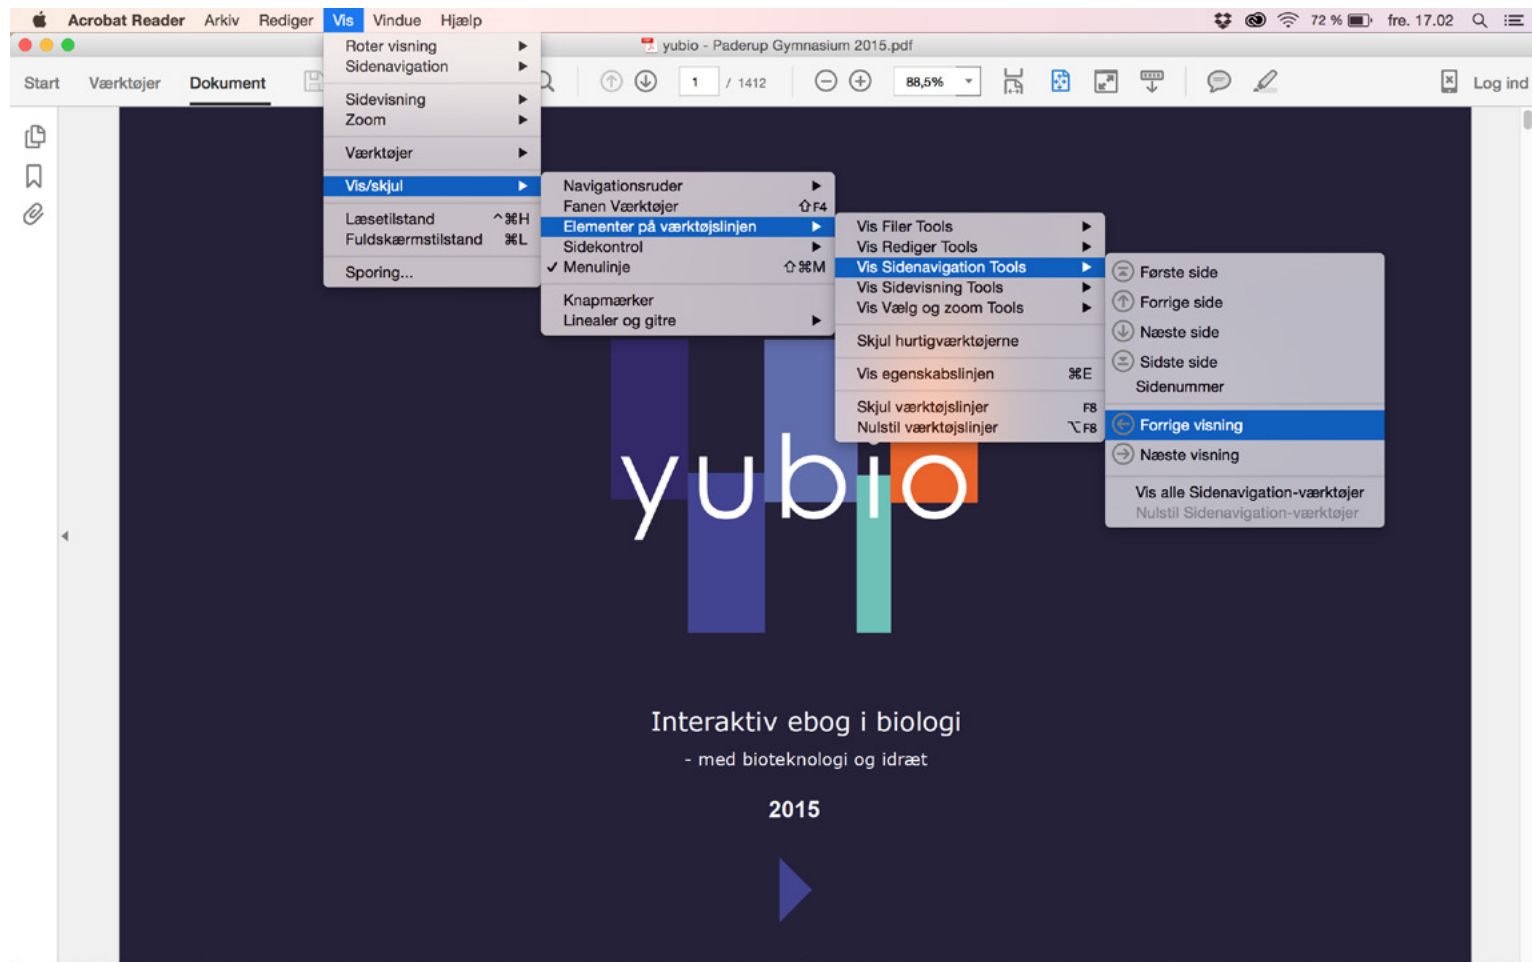 Acrobat Reader Arkiv Rediger Vis Vindue Hjælp 72 % fre. 17.02
yubio - Paderup Gymnasium 2015.pdf
Start Værktøjer Dokument 1 / 1412 88,5% Log ind
Roter visning
Sidenavigation
Sidevisning
Zoom
Værktøjer
Vis/skjul
Læsetilstand ^⌘H
Fuldskærmstilstand ⌘L
Sporing...
Navigationsruder
Fanen Værktøjer ⇧F4
Elementer på værktøjslinjen
Sidekontrol
✓ Menulinje ⇧⌘M
Knapmærker
Linealer og gitre
Vis Filer Tools
Vis Rediger Tools
Vis Sidenavigation Tools
Vis Sidevisning Tools
Vis Vælg og zoom Tools
Skjul hurtigværktøjerne
Vis egenskabslinjen ⌘E
Skjul værktøjslinjer F8
Nulstil værktøjslinjer ⌥F8
Første side
Forrige side
Næste side
Sidste side
Sidenummer
Forrige visning
Næste visning
Vis alle Sidenavigation-værktøjer
Nulstil Sidenavigation-værktøjer
yubio
Interaktiv ebog i biologi
- med bioteknologi og idræt
2015